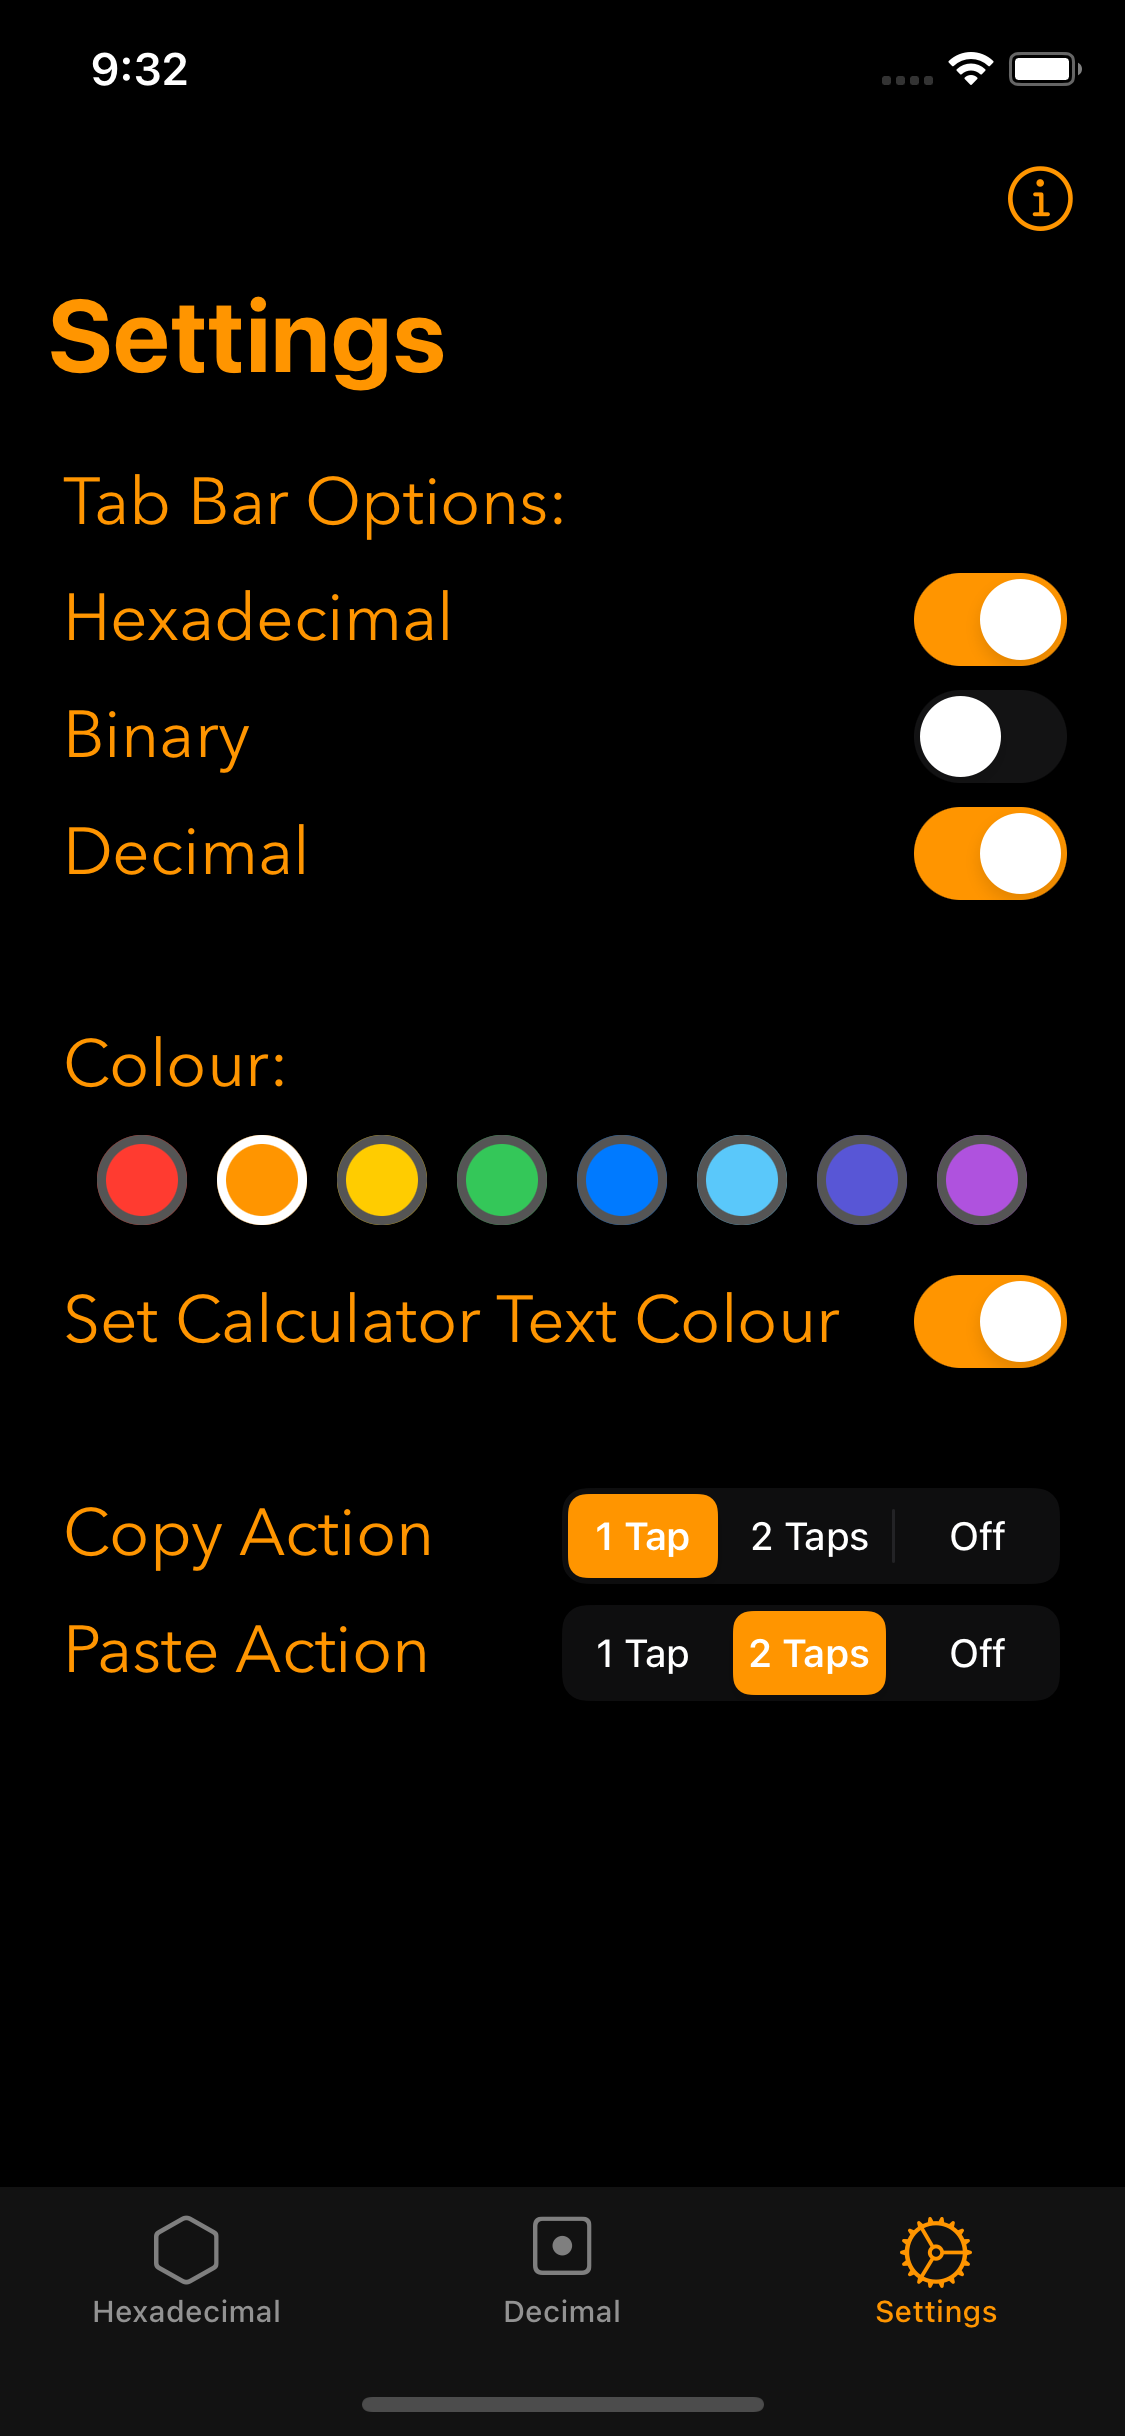 9:32
Settings
Tab Bar Options:
Hexadecimal
Binary
Decimal
Colour:
Set Calculator Text Colour
Copy Action 1 Tap 2 Taps Off
Paste Action 1 Tap 2 Taps Off
Hexadecimal Decimal Settings